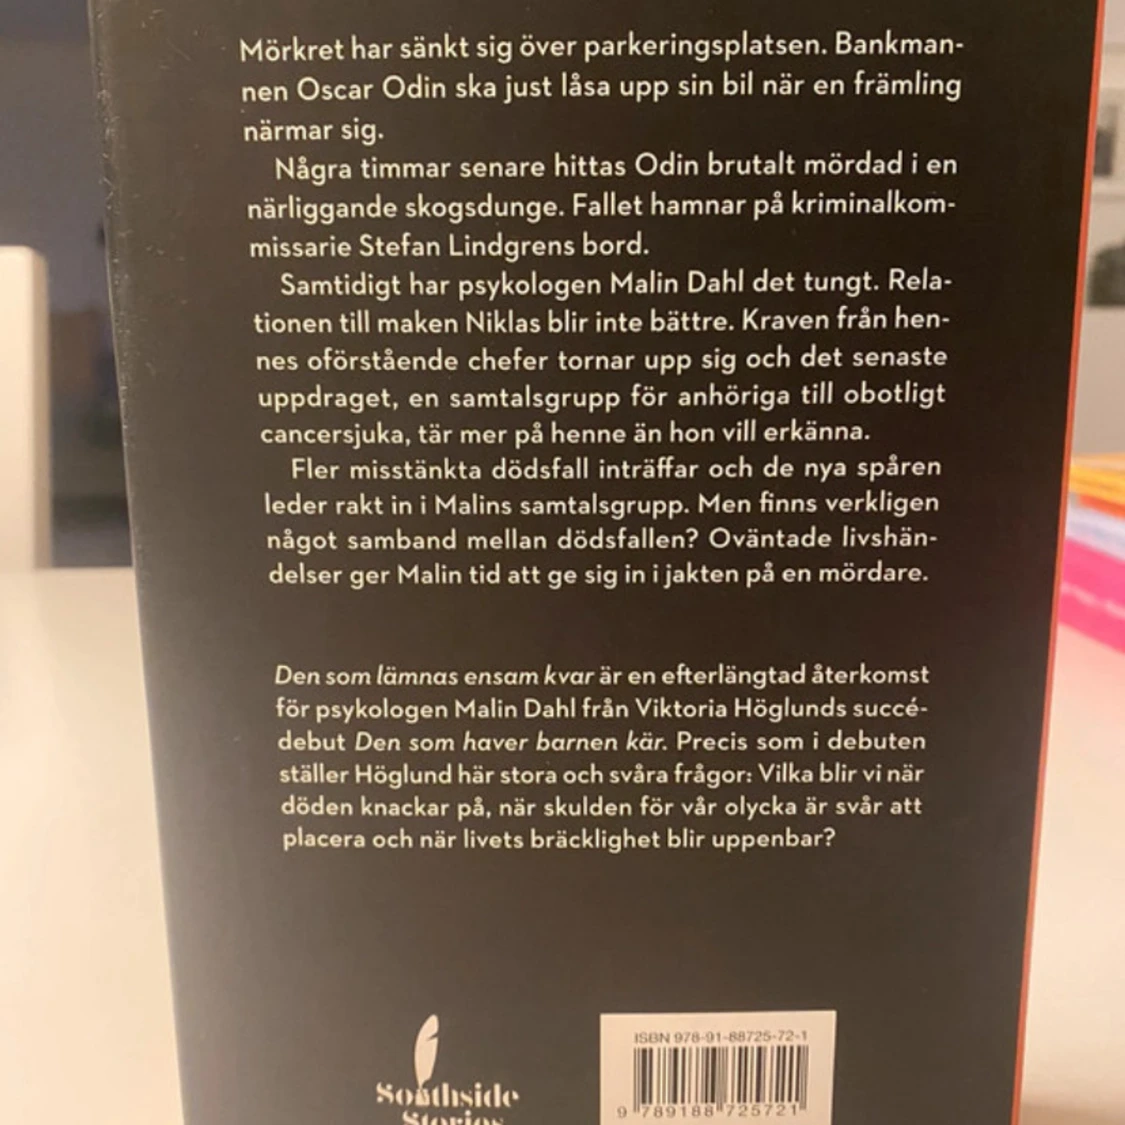 Mörkret har sänkt sig över parkeringsplatsen. Bankman-
nen Oscar Odin ska just låsa upp sin bil när en främling
närmar sig.
Några timmar senare hittas Odin brutalt mördad i en
närliggande skogsdunge. Fallet hamnar på kriminalkom-
missarie Stefan Lindgrens bord.
Samtidigt har psykologen Malin Dahl det tungt. Rela-
tionen till maken Niklas blir inte bättre. Kraven från hen-
nes oförstående chefer tornar upp sig och det senaste
uppdraget, en samtalsgrupp för anhöriga till obotligt
cancersjuka, tär mer på henne än hon vill erkänna.
Fler misstänkta dödsfall inträffar och de nya spåren
leder rakt in i Malins samtalsgrupp. Men finns verkligen
något samband mellan dödsfallen? Oväntade livshän-
delser ger Malin tid att ge sig in i jakten på en mördare.
Den som lämnas ensam kvar är en efterlängtad återkomst
för psykologen Malin Dahl från Viktoria Höglunds succé-
debut Den som haver barnen kär. Precis som i debuten
ställer Höglund här stora och svåra frågor: Vilka blir vi när
döden knackar på, när skulden för vår olycka är svår att
placera och när livets bräcklighet blir uppenbar?
ISBN 978-91-88725-72-1
9 789188 725721
Southside
Stories